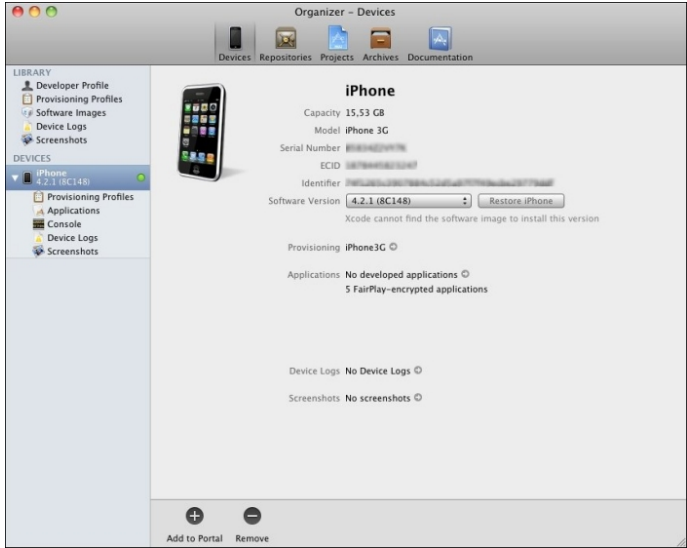 Organizer – Devices
Devices Repositories Projects Archives Documentation
LIBRARY
Developer Profile
Provisioning Profiles
Software Images
Device Logs
Screenshots
DEVICES
iPhone
4.2.1 (8C148)
Provisioning Profiles
Applications
Console
Device Logs
Screenshots
iPhone
Capacity 15,53 GB
Model iPhone 3G
Serial Number
ECID
Identifier
Software Version 4.2.1 (8C148) Restore iPhone
Xcode cannot find the software image to install this version
Provisioning iPhone3G
Applications No developed applications
5 FairPlay-encrypted applications
Device Logs No Device Logs
Screenshots No screenshots
Add to Portal Remove